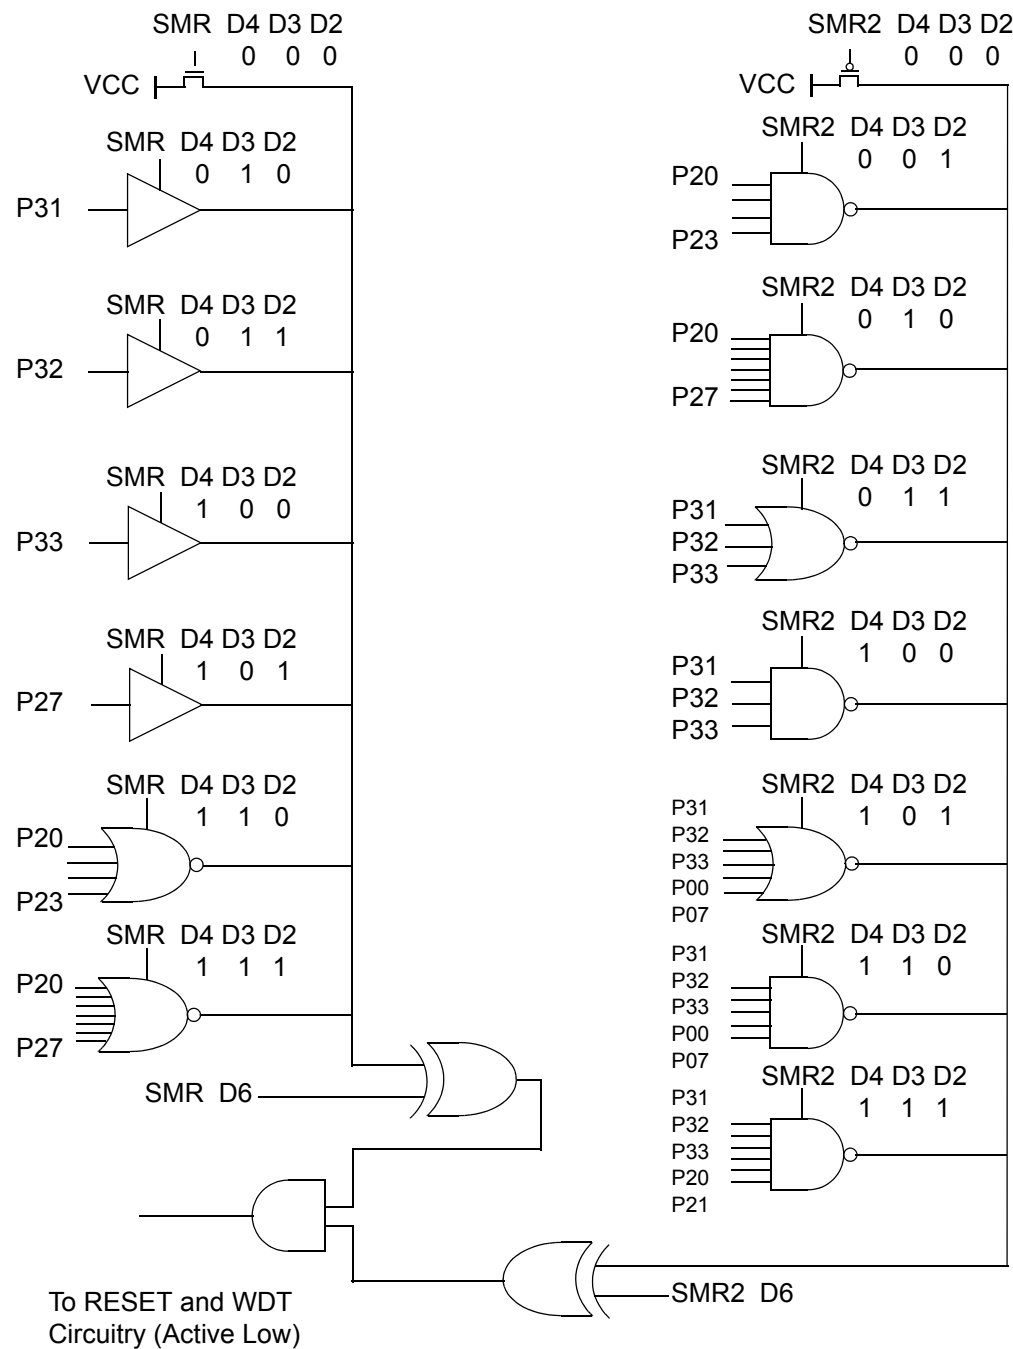 SMR D4 D3 D2
0 0 0
VCC
SMR D4 D3 D2
0 1 0
P31
SMR D4 D3 D2
0 1 1
P32
SMR D4 D3 D2
1 0 0
P33
SMR D4 D3 D2
1 0 1
P27
SMR D4 D3 D2
1 1 0
P20
P23
SMR D4 D3 D2
1 1 1
P20
P27
SMR D6
To RESET and WDT
Circuitry (Active Low)
SMR2 D4 D3 D2
0 0 0
VCC
SMR2 D4 D3 D2
0 0 1
P20
P23
SMR2 D4 D3 D2
0 1 0
P20
P27
SMR2 D4 D3 D2
0 1 1
P31
P32
P33
SMR2 D4 D3 D2
1 0 0
P31
P32
P33
SMR2 D4 D3 D2
1 0 1
P31
P32
P33
P00
P07
SMR2 D4 D3 D2
1 1 0
P31
P32
P33
P00
P07
SMR2 D4 D3 D2
1 1 1
P31
P32
P33
P20
P21
SMR2 D6